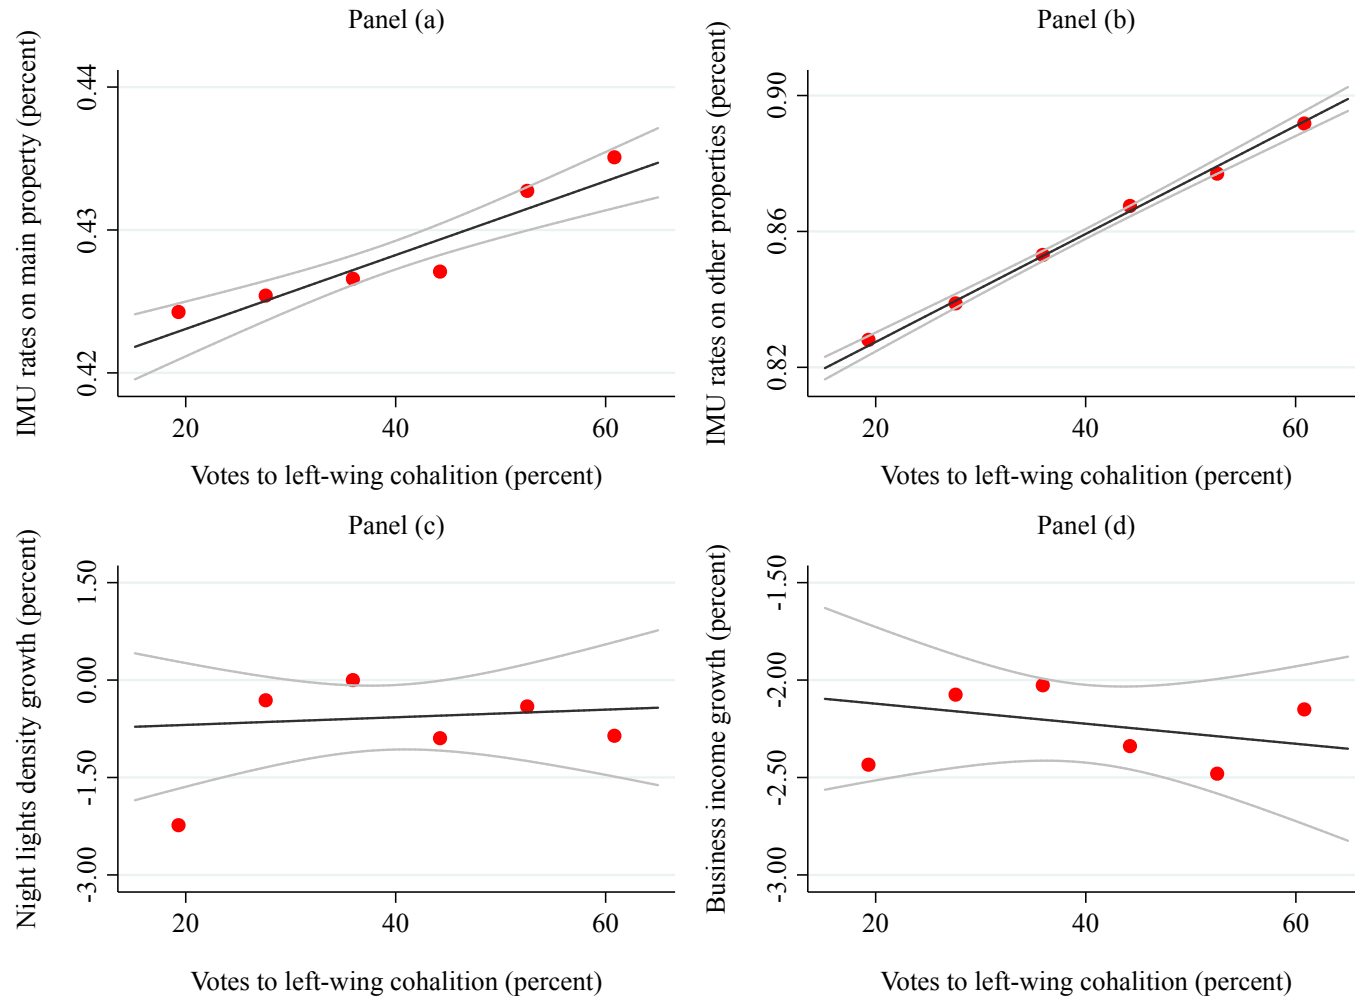 Panel (a)
IMU rates on main property (percent)
0.44
0.43
0.42
20 40 60
Votes to left-wing cohalition (percent)
Panel (b)
IMU rates on other properties (percent)
0.90
0.86
0.82
20 40 60
Votes to left-wing cohalition (percent)
Panel (c)
Night lights density growth (percent)
1.50
0.00
-1.50
-3.00
20 40 60
Votes to left-wing cohalition (percent)
Panel (d)
Business income growth (percent)
-1.50
-2.00
-2.50
-3.00
20 40 60
Votes to left-wing cohalition (percent)